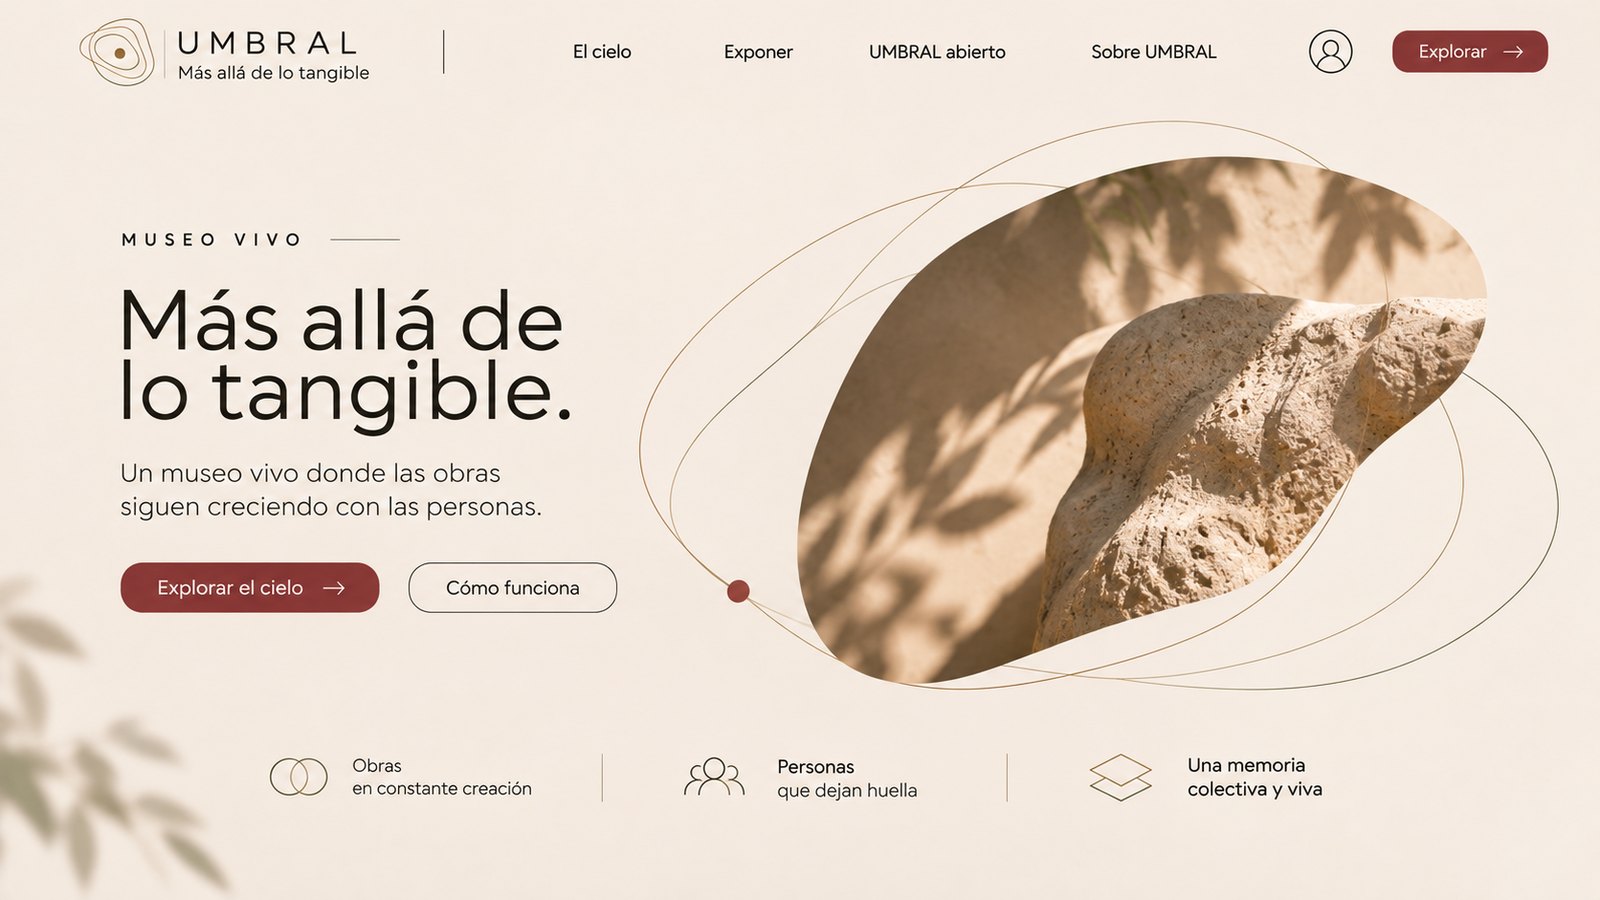 UMBRAL
Más allá de lo tangible
El cielo
Exponer
UMBRAL abierto
Sobre UMBRAL
Explorar
MUSEO VIVO
Más allá de
lo tangible.
Un museo vivo donde las obras
siguen creciendo con las personas.
Explorar el cielo
Cómo funciona
Obras
en constante creación
Personas
que dejan huella
Una memoria
colectiva y viva